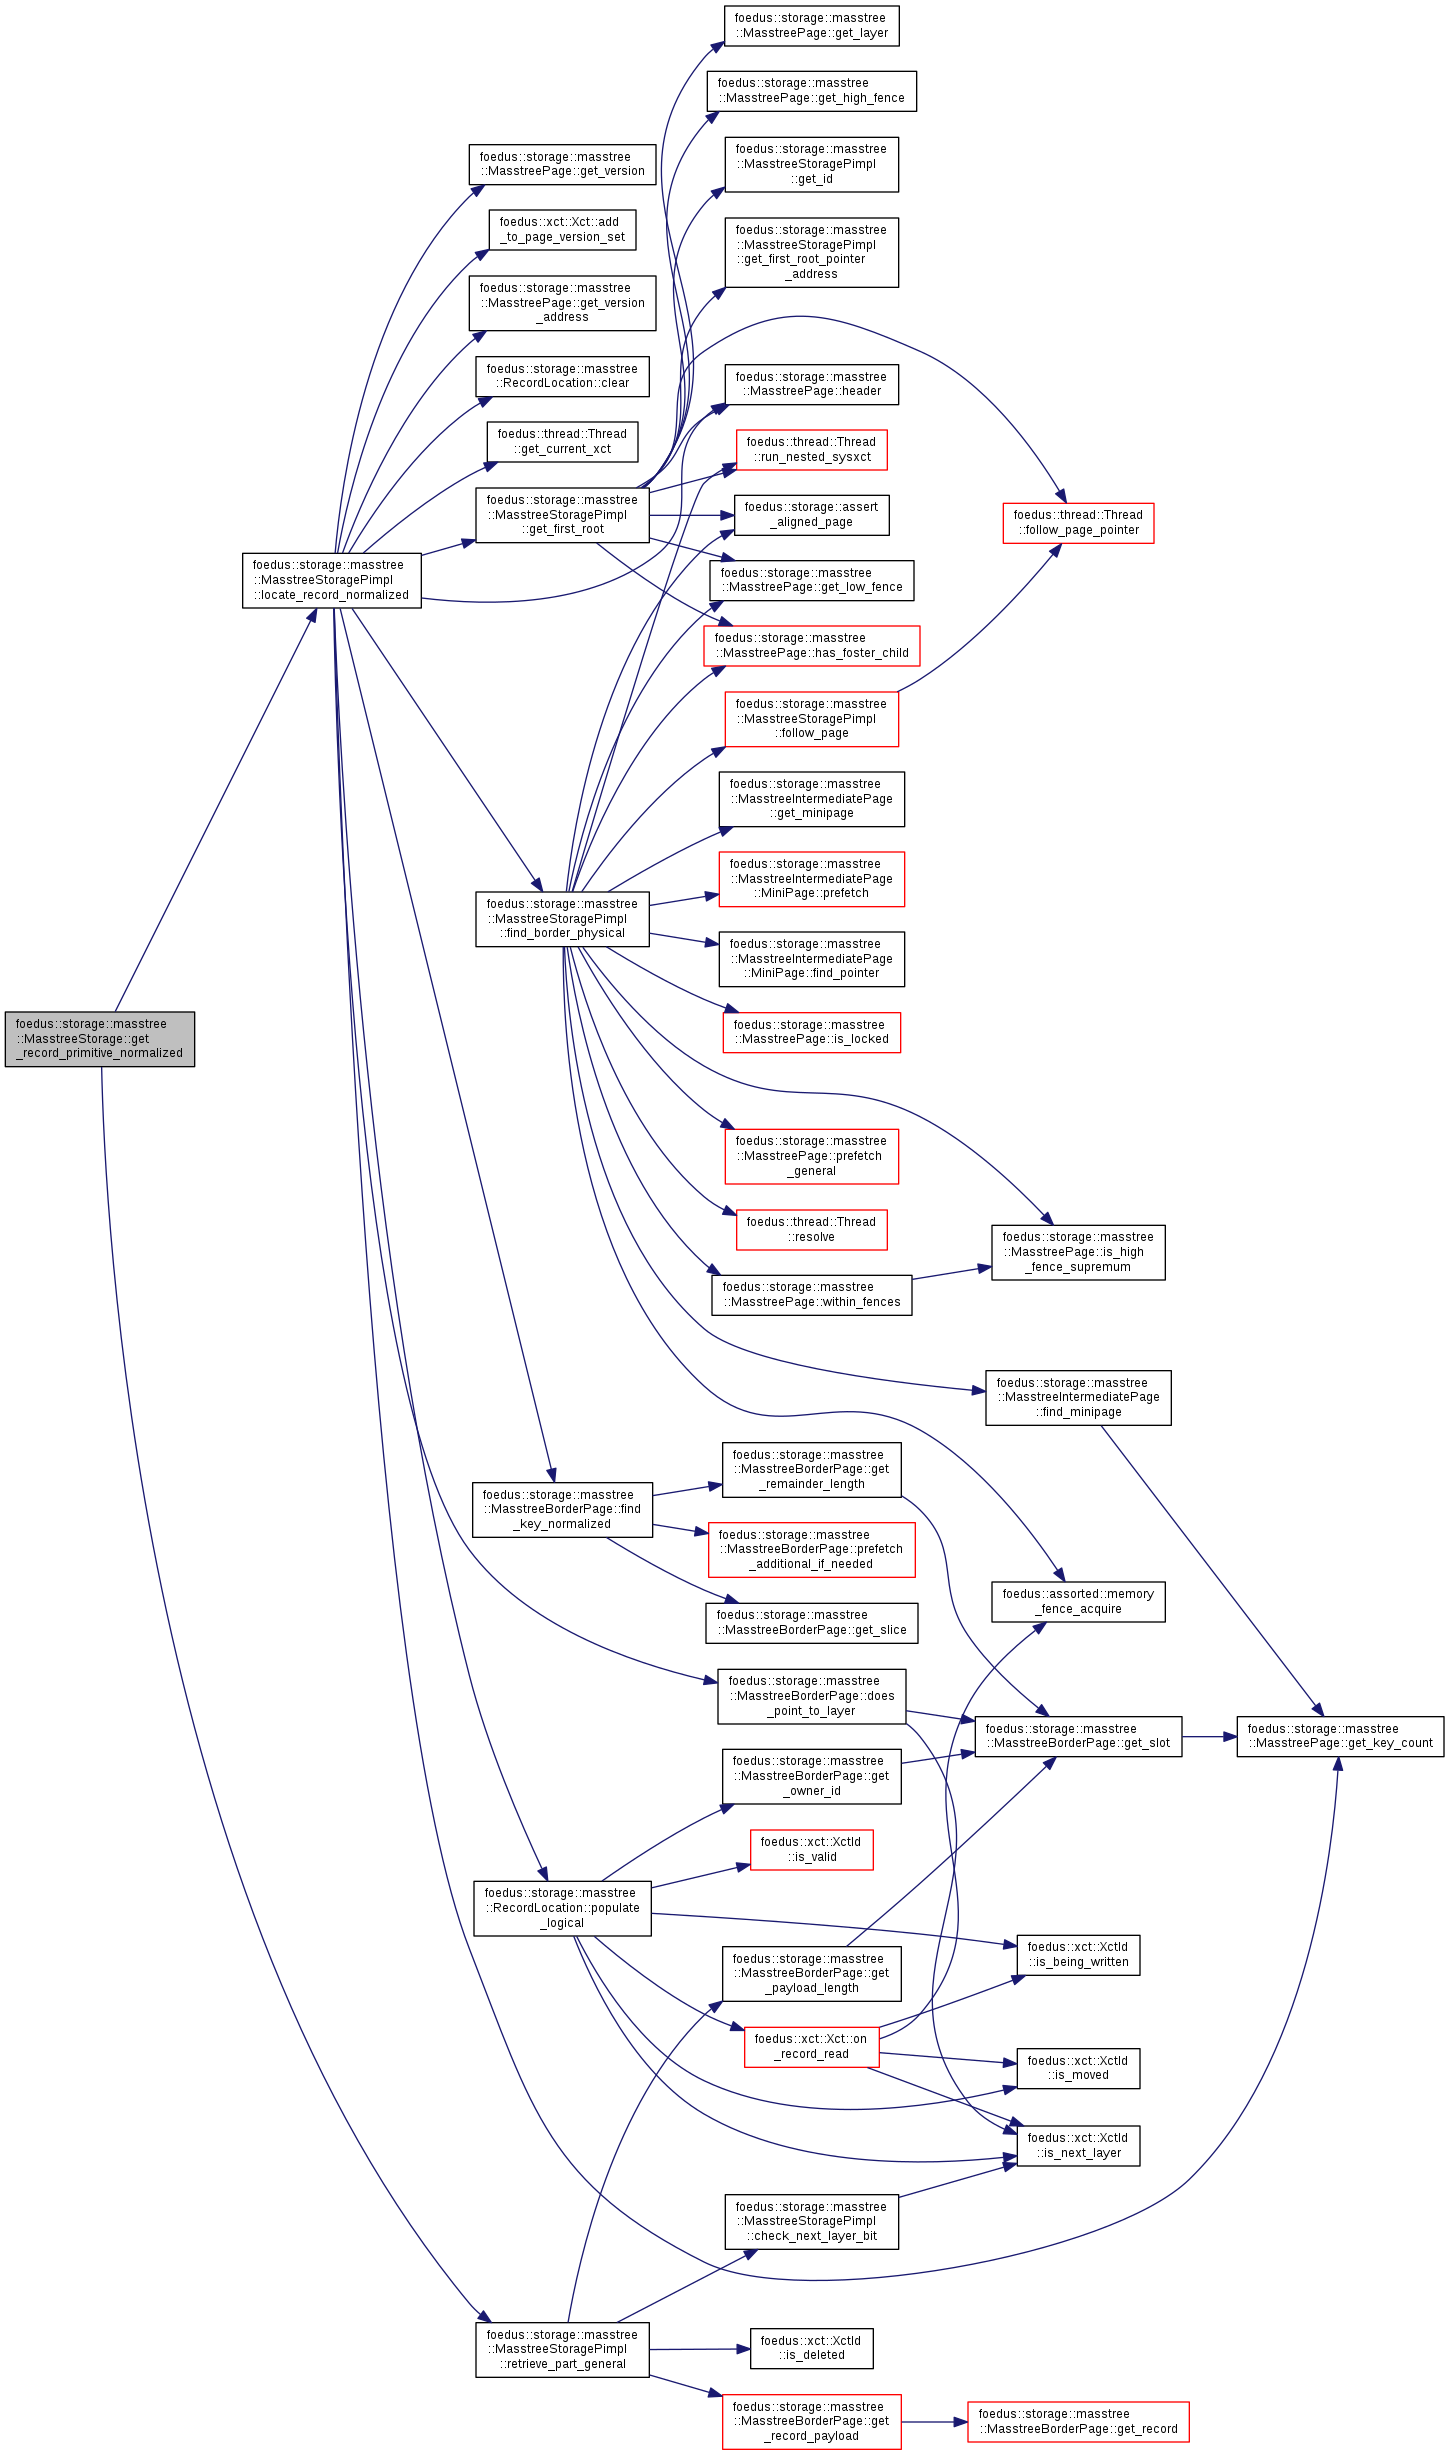 foedus::storage::masstree
::MasstreePage::get_layer
foedus::storage::masstree
::MasstreePage::get_high_fence
foedus::storage::masstree
::MasstreeStoragePimpl
::get_id
foedus::storage::masstree
::MasstreePage::get_version
foedus::xct::Xct::add
_to_page_version_set
foedus::storage::masstree
::MasstreeStoragePimpl
::get_first_root_pointer
_address
foedus::storage::masstree
::MasstreePage::get_version
_address
foedus::storage::masstree
::RecordLocation::clear
foedus::storage::masstree
::MasstreePage::header
foedus::thread::Thread
::get_current_xct
foedus::thread::Thread
::run_nested_sysxct
foedus::storage::masstree
::MasstreeStoragePimpl
::get_first_root
foedus::storage::assert
_aligned_page
foedus::thread::Thread
::follow_page_pointer
foedus::storage::masstree
::MasstreeStoragePimpl
::locate_record_normalized
foedus::storage::masstree
::MasstreePage::get_low_fence
foedus::storage::masstree
::MasstreePage::has_foster_child
foedus::storage::masstree
::MasstreeStoragePimpl
::follow_page
foedus::storage::masstree
::MasstreeIntermediatePage
::get_minipage
foedus::storage::masstree
::MasstreeIntermediatePage
::MiniPage::prefetch
foedus::storage::masstree
::MasstreeStoragePimpl
::find_border_physical
foedus::storage::masstree
::MasstreeIntermediatePage
::MiniPage::find_pointer
foedus::storage::masstree
::MasstreeStorage::get
_record_primitive_normalized
foedus::storage::masstree
::MasstreePage::is_locked
foedus::storage::masstree
::MasstreePage::prefetch
_general
foedus::thread::Thread
::resolve
foedus::storage::masstree
::MasstreePage::is_high
_fence_supremum
foedus::storage::masstree
::MasstreePage::within_fences
foedus::storage::masstree
::MasstreeIntermediatePage
::find_minipage
foedus::storage::masstree
::MasstreeBorderPage::get
_remainder_length
foedus::storage::masstree
::MasstreeBorderPage::find
_key_normalized
foedus::storage::masstree
::MasstreeBorderPage::prefetch
_additional_if_needed
foedus::assorted::memory
_fence_acquire
foedus::storage::masstree
::MasstreeBorderPage::get_slice
foedus::storage::masstree
::MasstreeBorderPage::does
_point_to_layer
foedus::storage::masstree
::MasstreeBorderPage::get_slot
foedus::storage::masstree
::MasstreePage::get_key_count
foedus::storage::masstree
::MasstreeBorderPage::get
_owner_id
foedus::xct::XctId
::is_valid
foedus::storage::masstree
::RecordLocation::populate
_logical
foedus::xct::XctId
::is_being_written
foedus::storage::masstree
::MasstreeBorderPage::get
_payload_length
foedus::xct::Xct::on
_record_read
foedus::xct::XctId
::is_moved
foedus::xct::XctId
::is_next_layer
foedus::storage::masstree
::MasstreeStoragePimpl
::check_next_layer_bit
foedus::storage::masstree
::MasstreeStoragePimpl
::retrieve_part_general
foedus::xct::XctId
::is_deleted
foedus::storage::masstree
::MasstreeBorderPage::get
_record_payload
foedus::storage::masstree
::MasstreeBorderPage::get_record